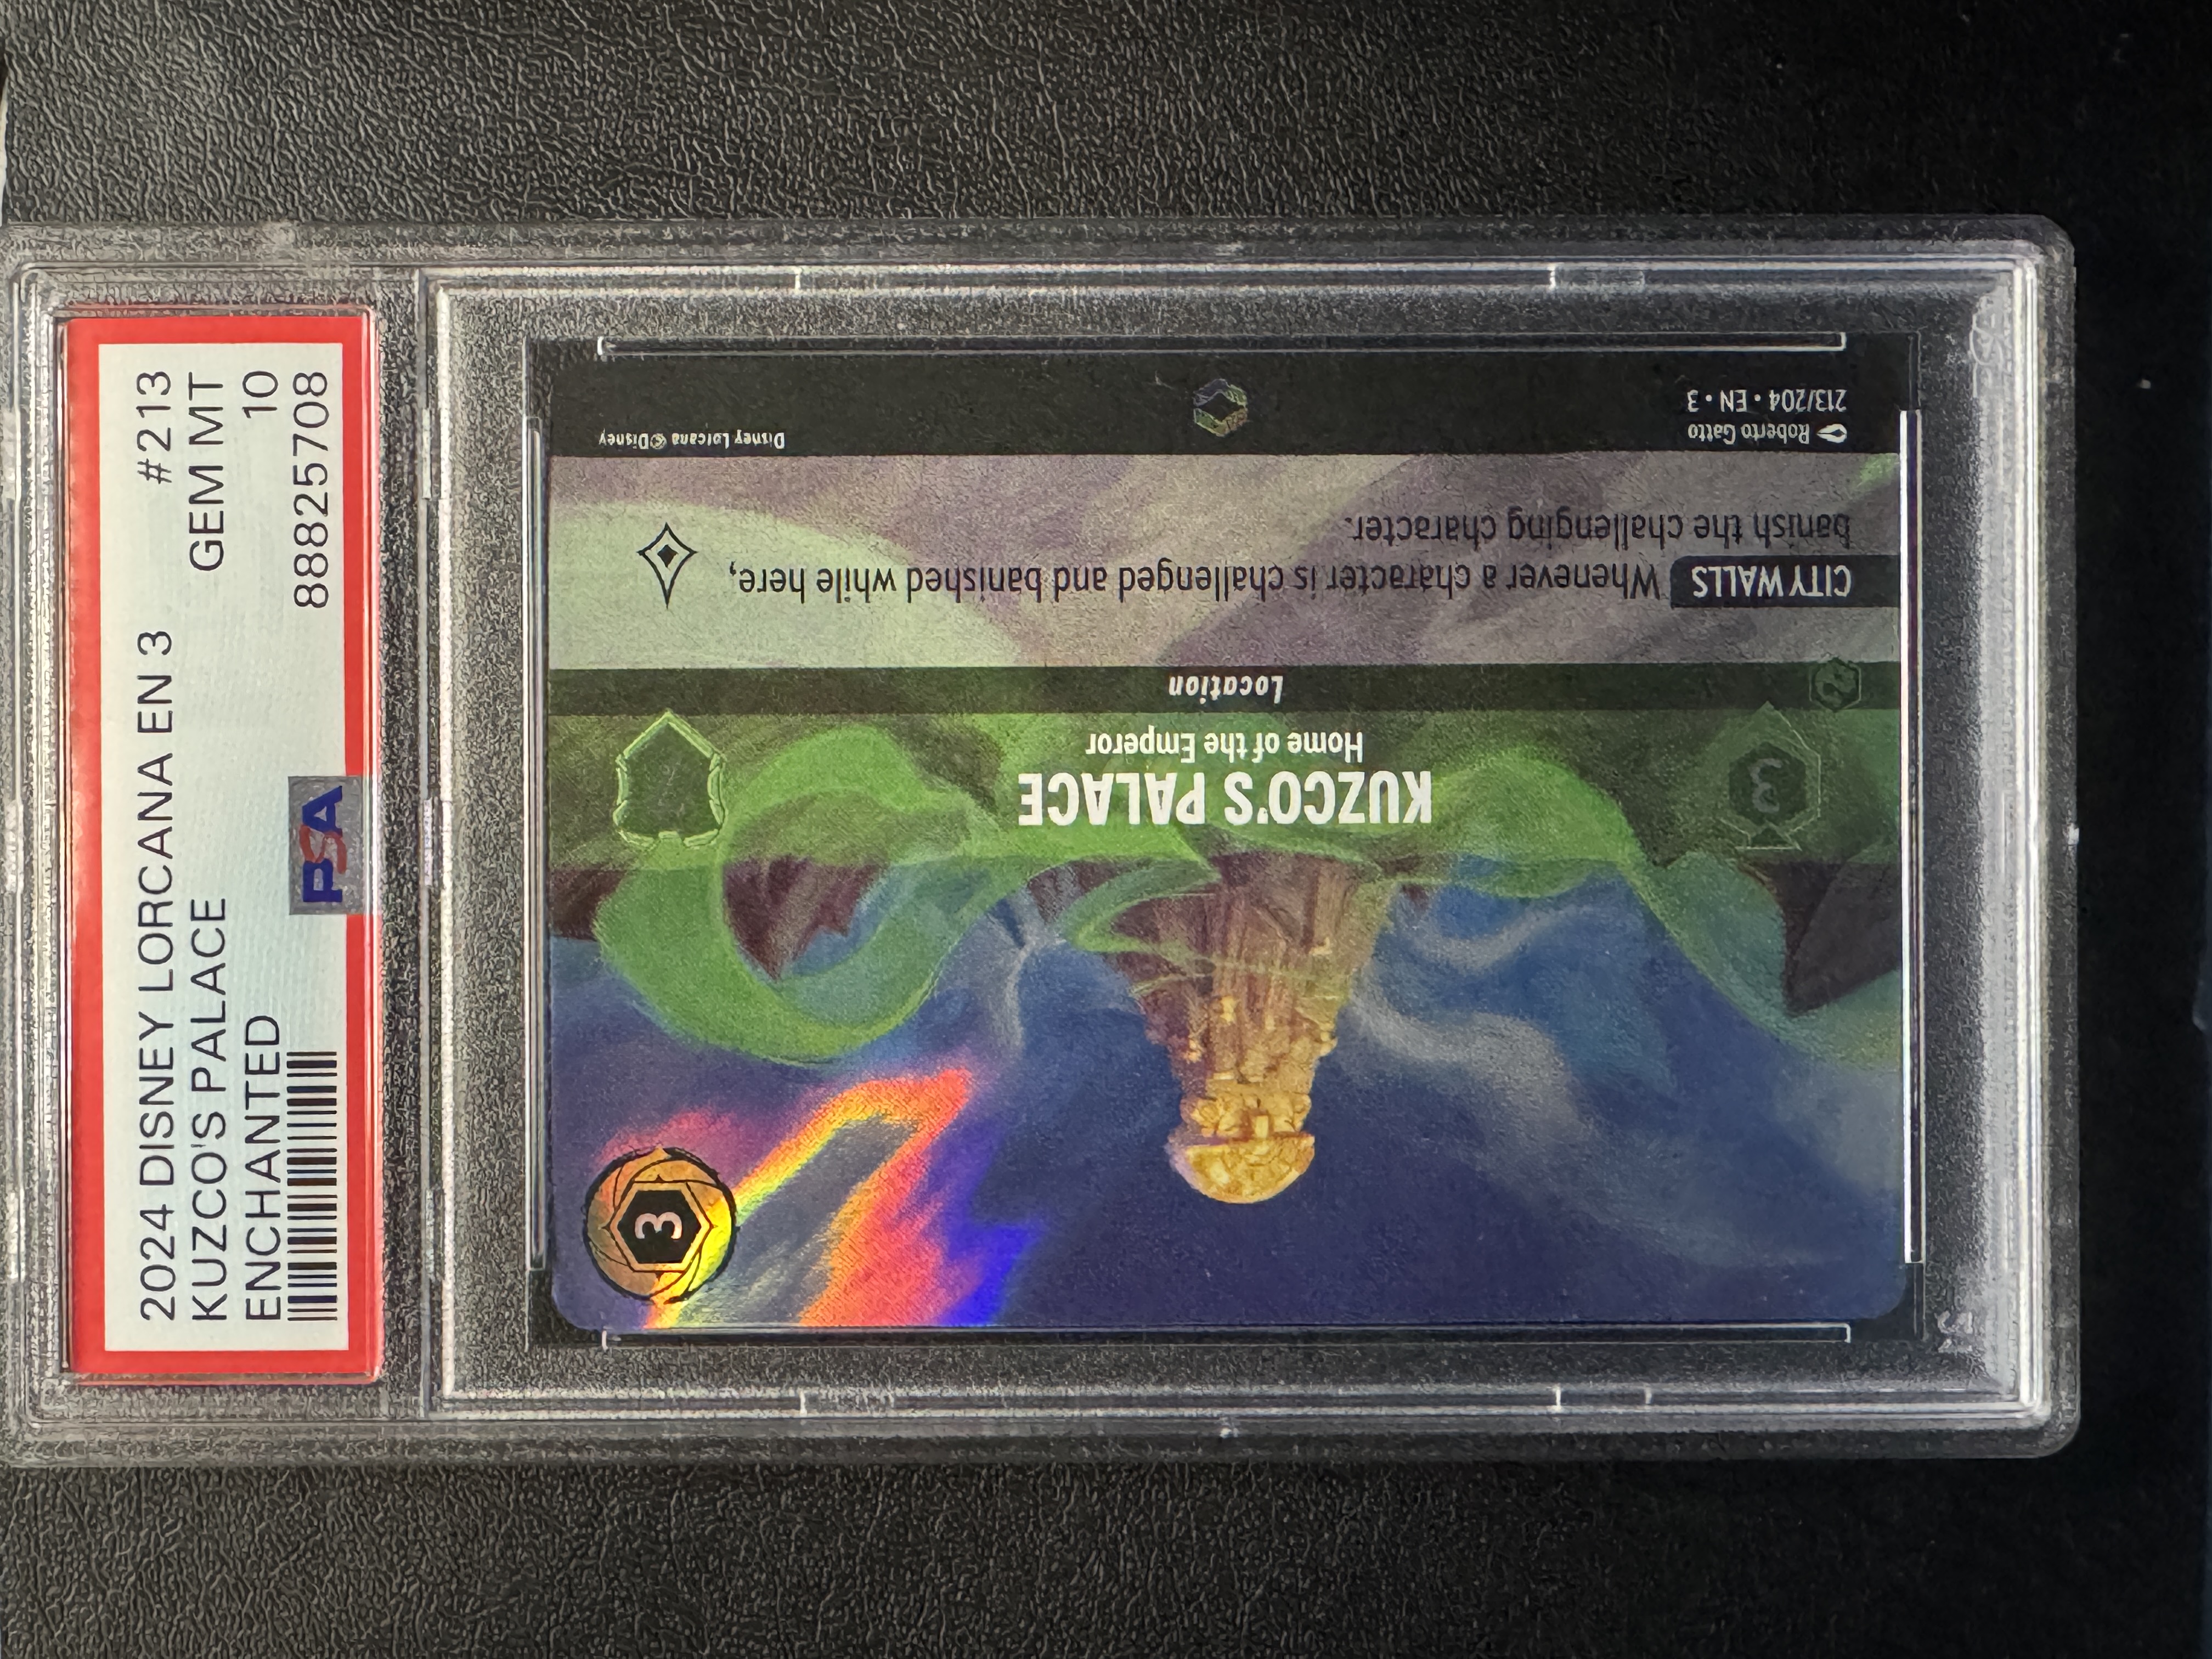 2024 DISNEY LORCANA EN 3 #213
KUZCO'S PALACE GEM MT
ENCHANTED 10
PSA 88825708
3
KUZCO'S PALACE
Home of the Emperor
3
Location
CITY WALLS Whenever a character is challenged and banished while here,
banish the challenging character.
Roberto Gatto
213/204 • EN • 3
Disney Lorcana ©Disney